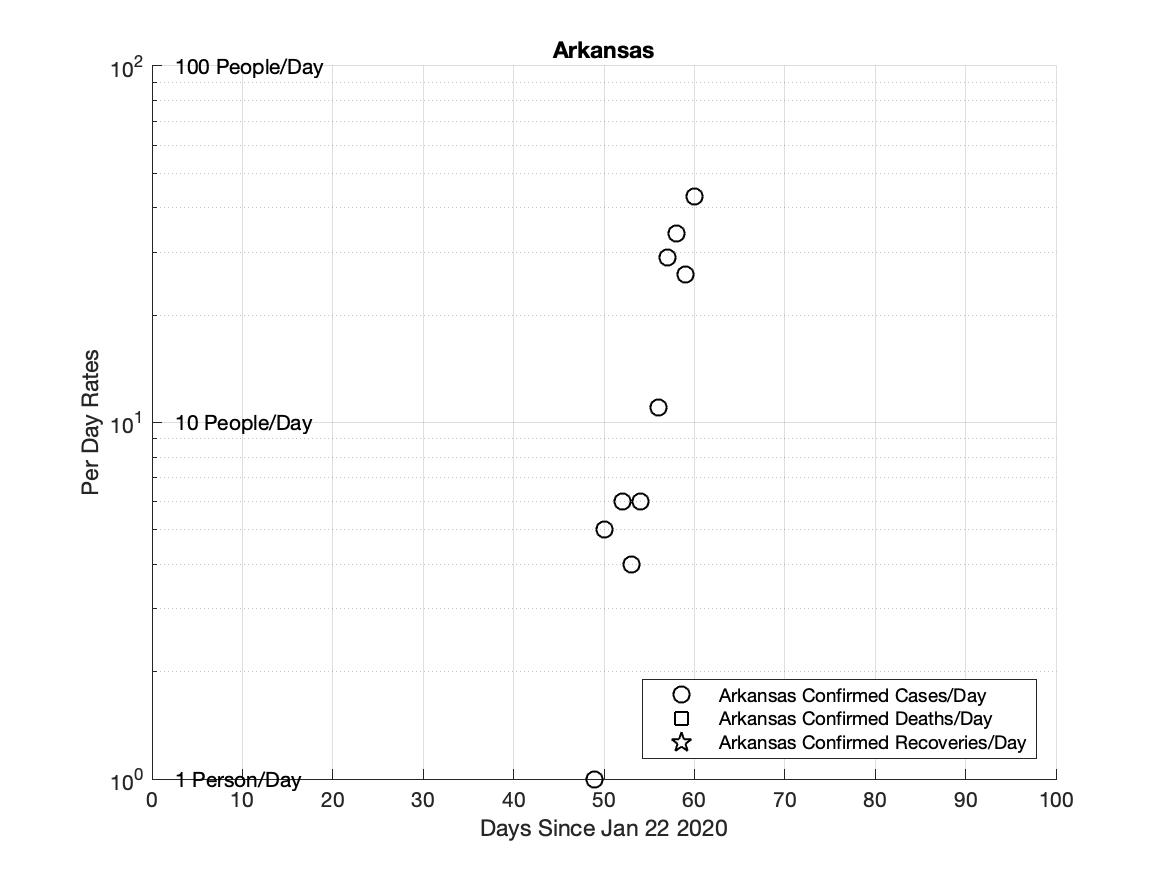 Arkansas
10²
100 People/Day
Per Day Rates
10¹
10 People/Day
Arkansas Confirmed Cases/Day
Arkansas Confirmed Deaths/Day
Arkansas Confirmed Recoveries/Day
10⁰
1 Person/Day
0 10 20 30 40 50 60 70 80 90 100
Days Since Jan 22 2020